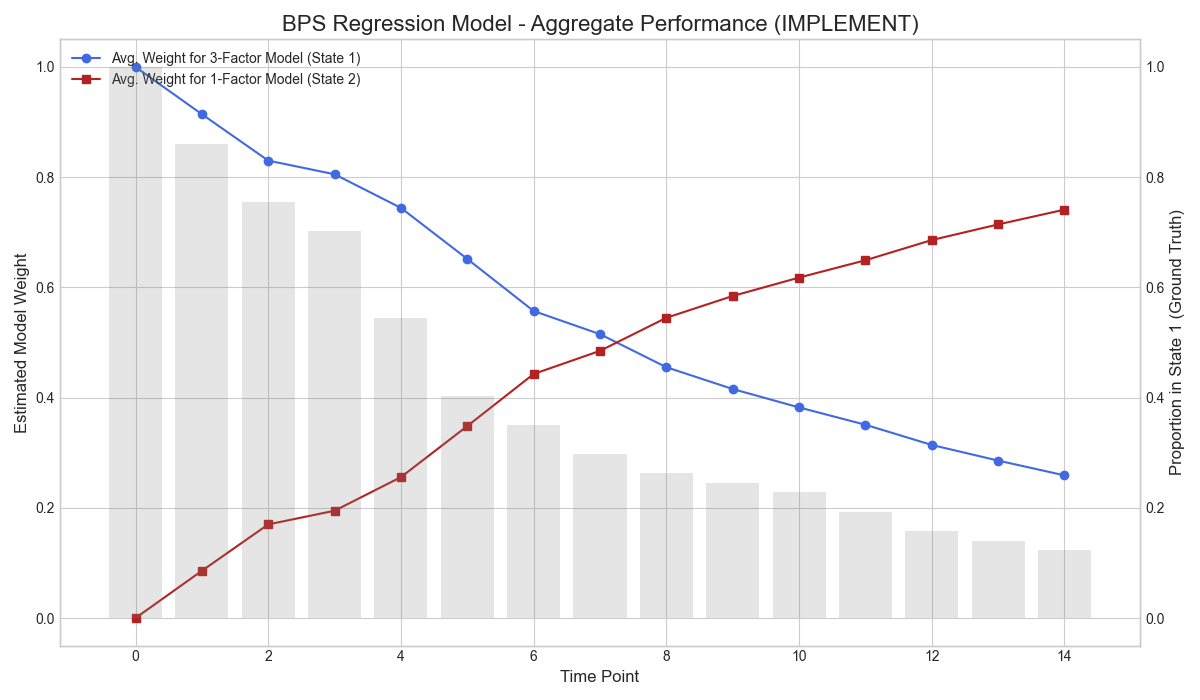 BPS Regression Model - Aggregate Performance (IMPLEMENT)
Avg. Weight for 3-Factor Model (State 1)
Avg. Weight for 1-Factor Model (State 2)
Estimated Model Weight
1.0
0.8
0.6
0.4
0.2
0.0
0 2 4 6 8 10 12 14
Time Point
1.0
0.8
0.6
0.4
0.2
0.0
Proportion in State 1 (Ground Truth)